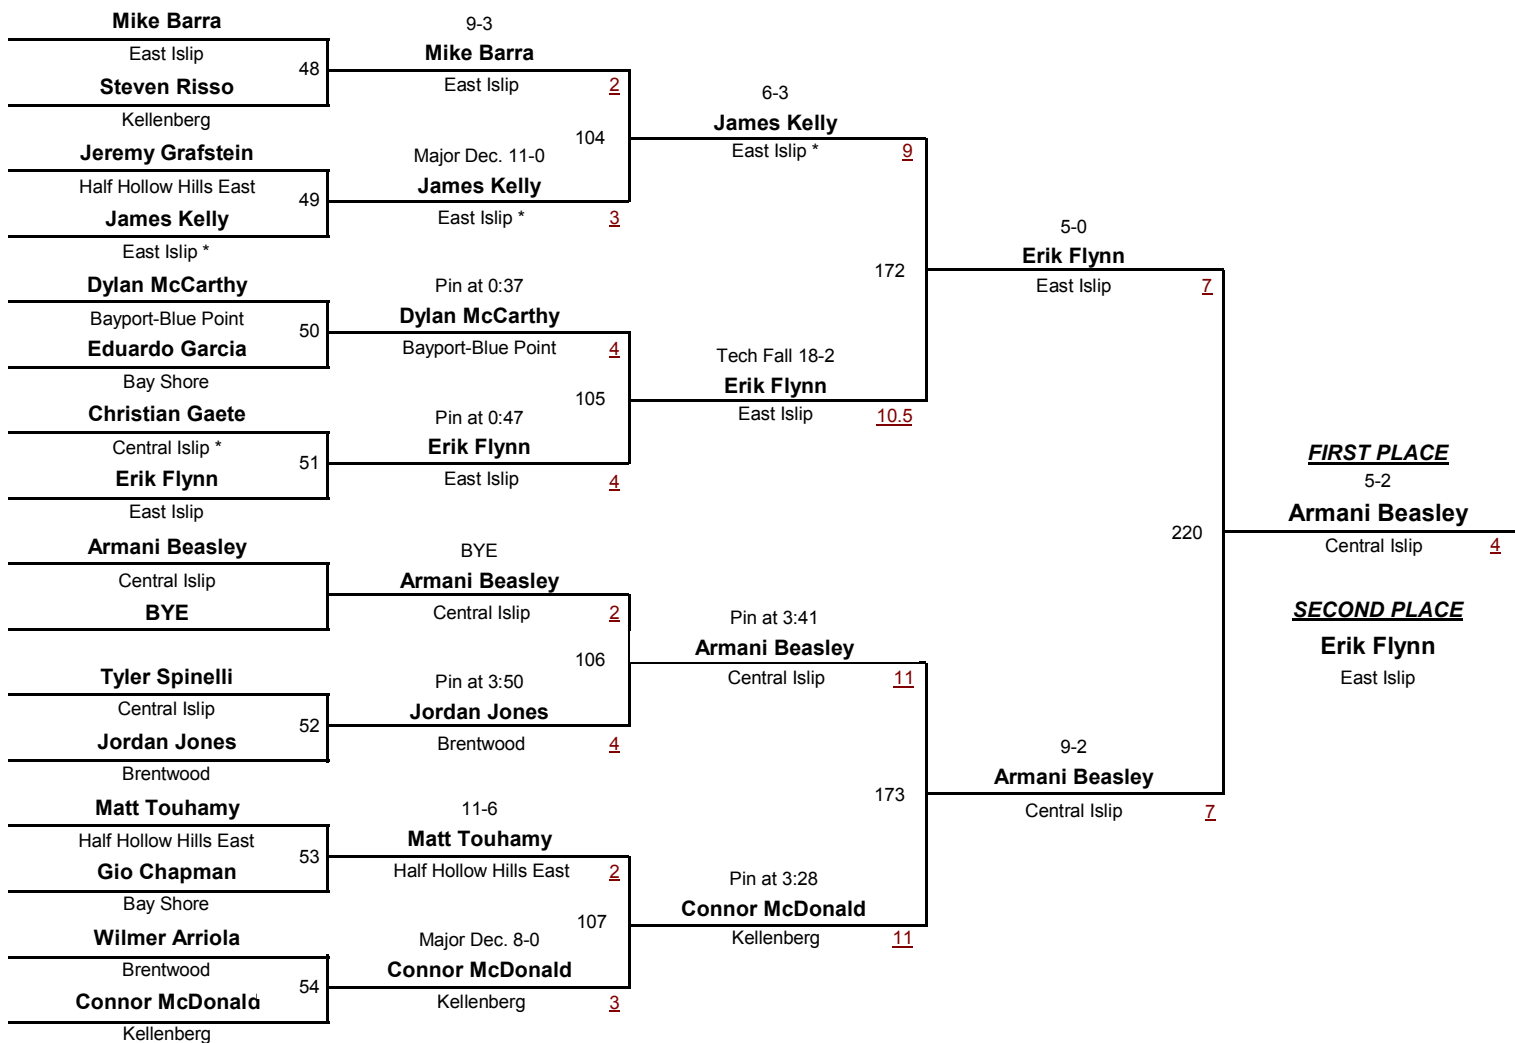 Mike Barra
East Islip
48
Steven Risso
Kellenberg
Jeremy Grafstein
Half Hollow Hills East
49
James Kelly
East Islip *
Dylan McCarthy
Bayport-Blue Point
50
Eduardo Garcia
Bay Shore
Christian Gaete
Central Islip *
51
Erik Flynn
East Islip
Armani Beasley
Central Islip
BYE
Tyler Spinelli
Central Islip
52
Jordan Jones
Brentwood
Matt Touhamy
Half Hollow Hills East
53
Gio Chapman
Bay Shore
Wilmer Arriola
Brentwood
54
Connor McDonald
Kellenberg
9-3
Mike Barra
East Islip 2
104
Major Dec. 11-0
James Kelly
East Islip * 3
Pin at 0:37
Dylan McCarthy
Bayport-Blue Point 4
105
Pin at 0:47
Erik Flynn
East Islip 4
BYE
Armani Beasley
Central Islip 2
106
Pin at 3:50
Jordan Jones
Brentwood 4
11-6
Matt Touhamy
Half Hollow Hills East 2
107
Major Dec. 8-0
Connor McDonald
Kellenberg 3
6-3
James Kelly
East Islip * 9
172
Tech Fall 18-2
Erik Flynn
East Islip 10.5
Pin at 3:41
Armani Beasley
Central Islip 11
173
Pin at 3:28
Connor McDonald
Kellenberg 11
5-0
Erik Flynn
East Islip 7
220
9-2
Armani Beasley
Central Islip 7
FIRST PLACE
5-2
Armani Beasley
Central Islip 4
SECOND PLACE
Erik Flynn
East Islip